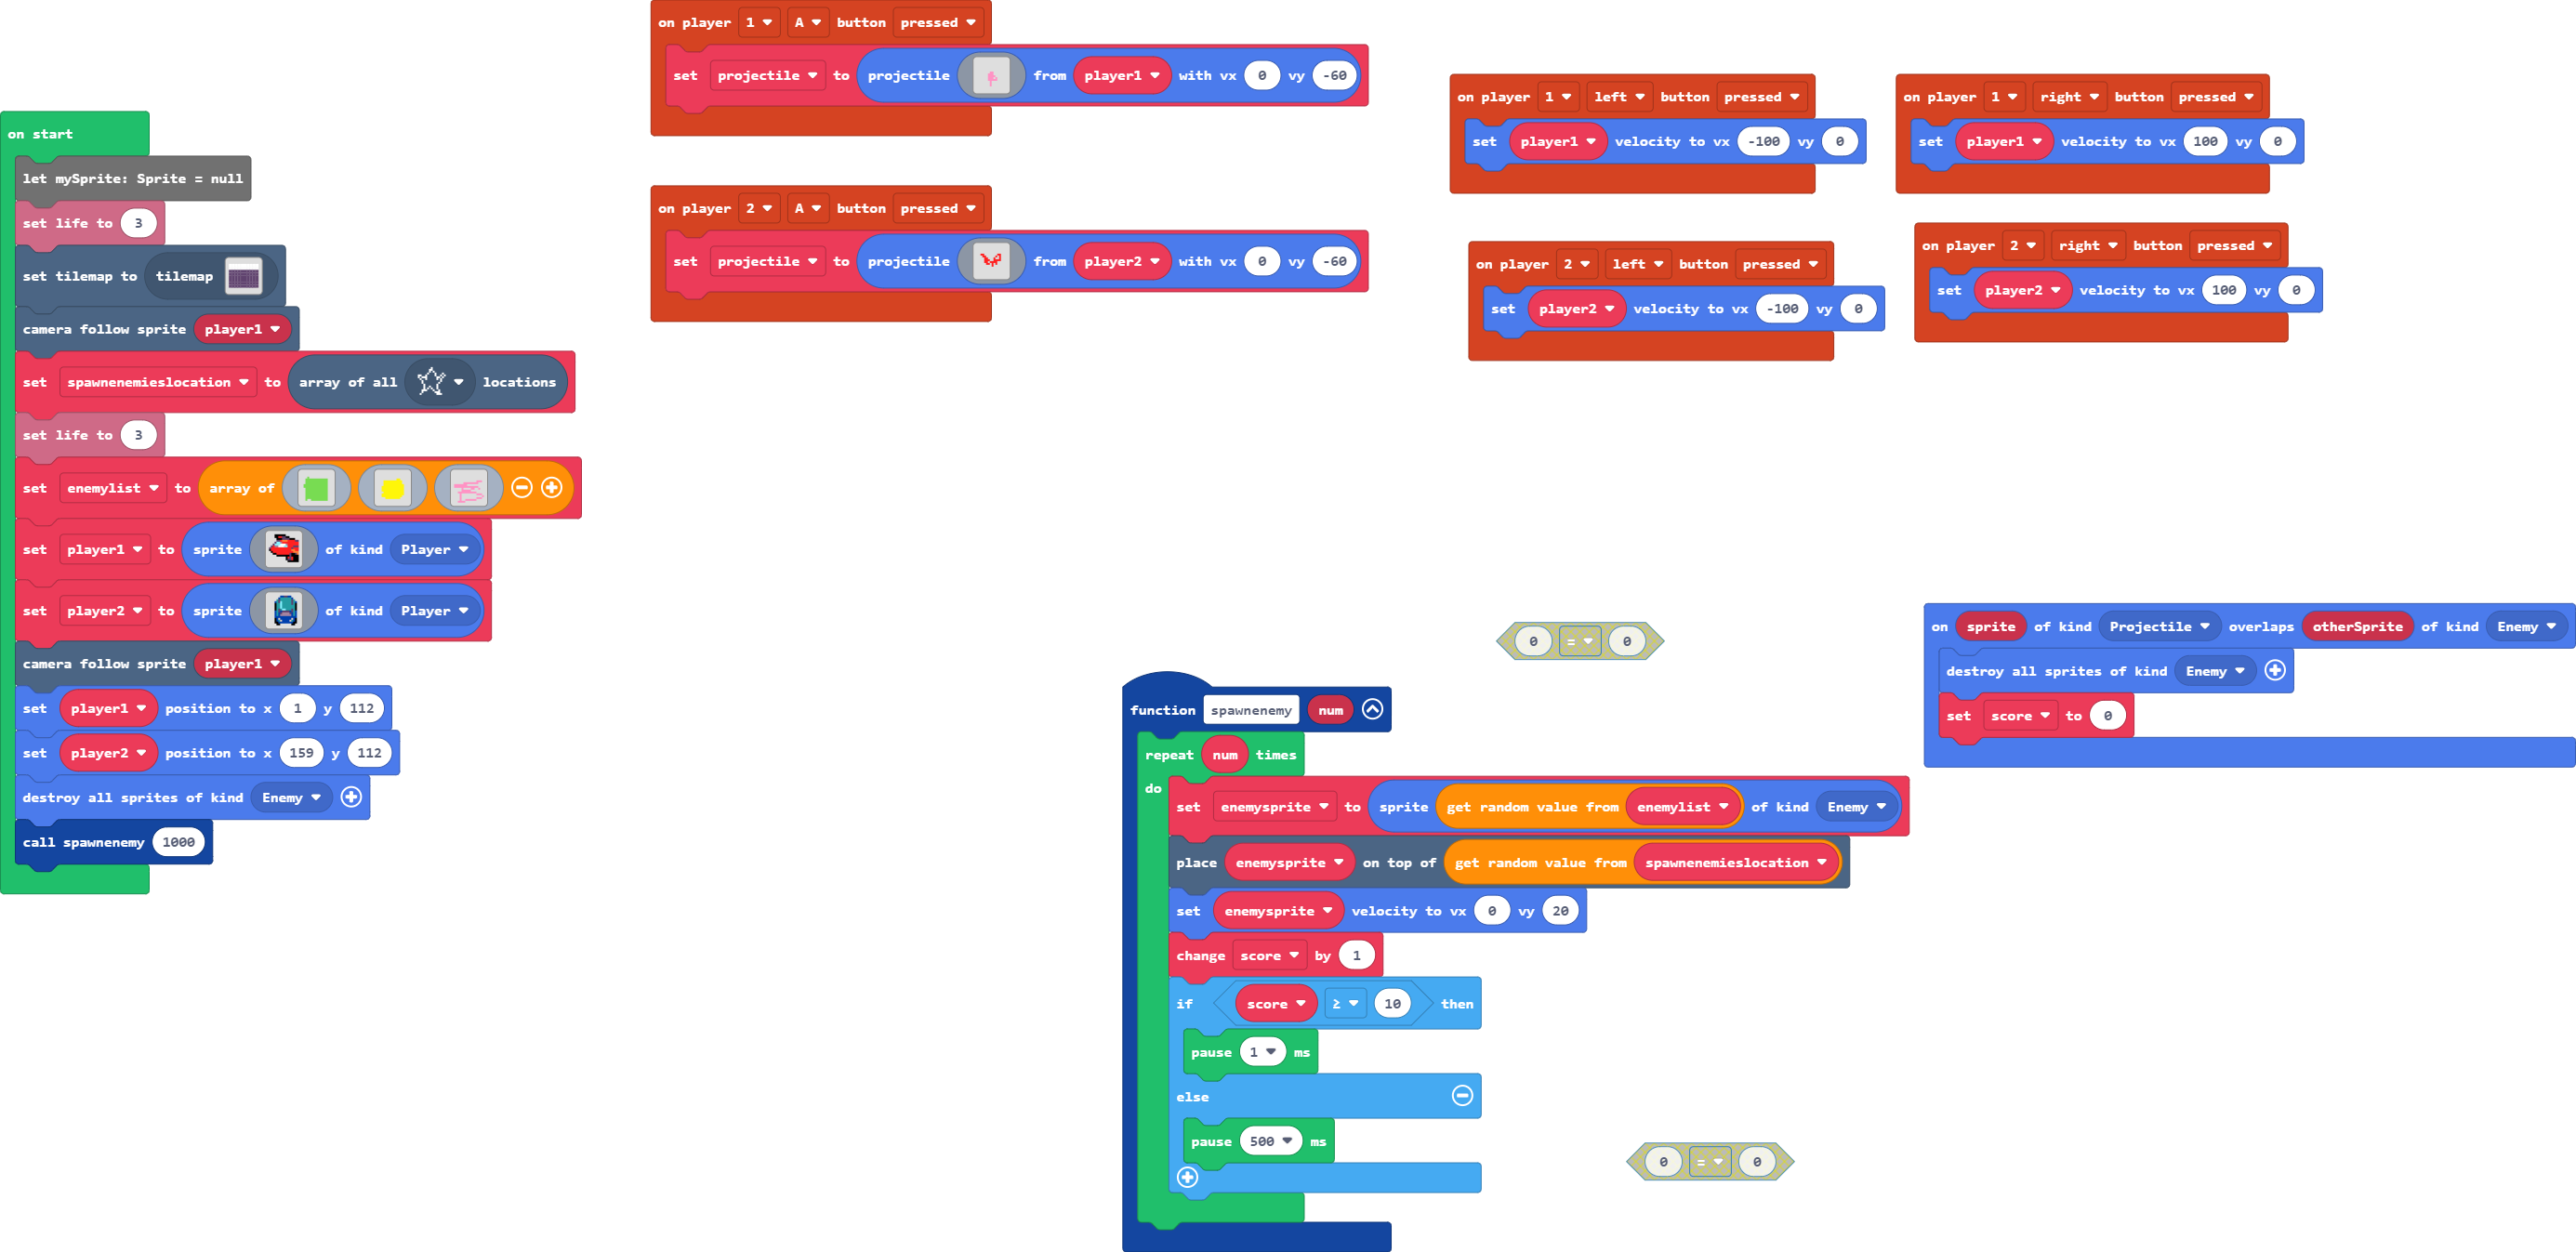 on start
let mySprite: Sprite = null
set life to 3
set tilemap to tilemap
camera follow sprite player1
set spawnenemieslocation to array of all locations
set life to 3
set enemylist to array of
set player1 to sprite of kind Player
set player2 to sprite of kind Player
camera follow sprite player1
set player1 position to x 1 y 112
set player2 position to x 159 y 112
destroy all sprites of kind Enemy
call spawnenemy 1000
on player 1 A button pressed
set projectile to projectile from player1 with vx 0 vy -60
on player 2 A button pressed
set projectile to projectile from player2 with vx 0 vy -60
on player 1 left button pressed
set player1 velocity to vx -100 vy 0
on player 1 right button pressed
set player1 velocity to vx 100 vy 0
on player 2 left button pressed
set player2 velocity to vx -100 vy 0
on player 2 right button pressed
set player2 velocity to vx 100 vy 0
0 = 0
function spawnenemy num
repeat num times
do
set enemysprite to sprite get random value from enemylist of kind Enemy
place enemysprite on top of get random value from spawnenemieslocation
set enemysprite velocity to vx 0 vy 20
change score by 1
if score ≥ 10 then
pause 1 ms
else
pause 500 ms
0 = 0
on sprite of kind Projectile overlaps otherSprite of kind Enemy
destroy all sprites of kind Enemy
set score to 0